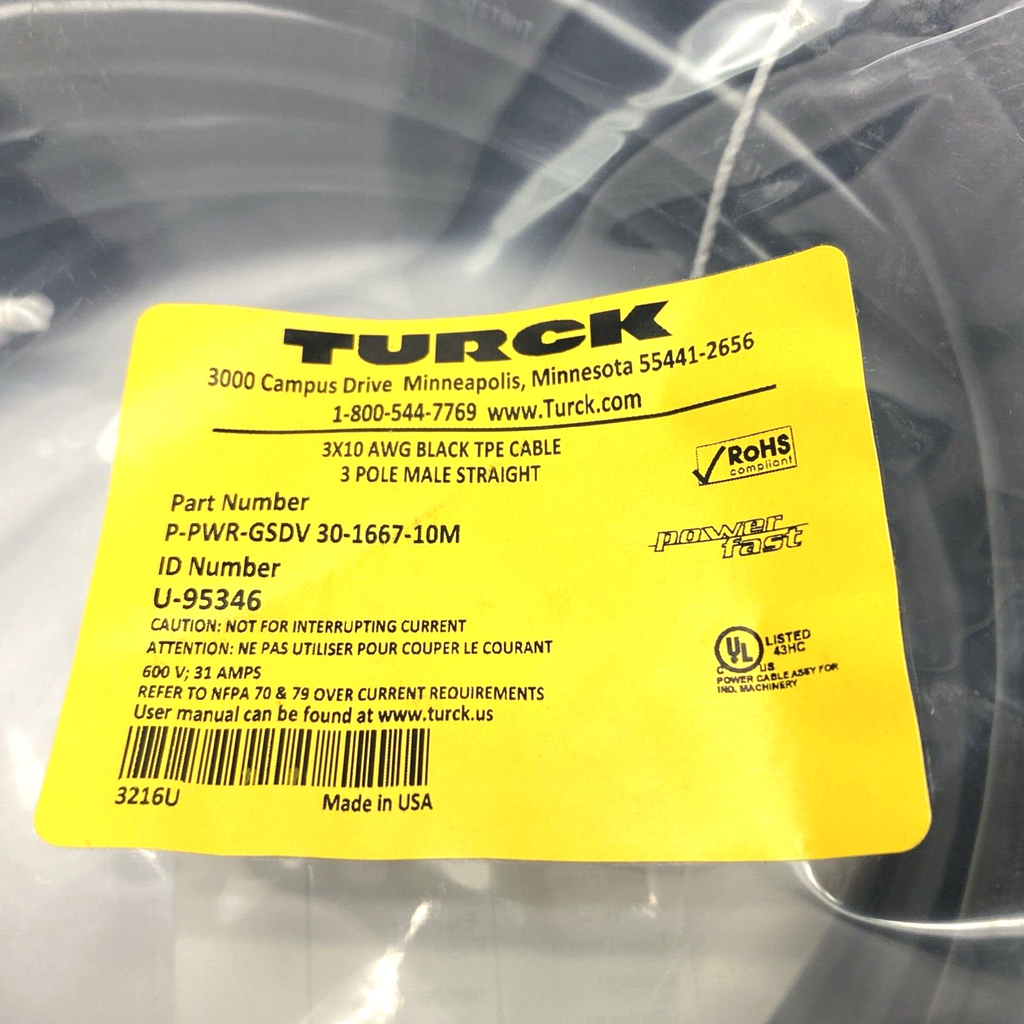 TURCK
3000 Campus Drive Minneapolis, Minnesota 55441-2656
1-800-544-7769 www.Turck.com
3X10 AWG BLACK TPE CABLE
3 POLE MALE STRAIGHT
RoHS
compliant
Part Number
P-PWR-GSDV 30-1667-10M
power
fast
ID Number
U-95346
CAUTION: NOT FOR INTERRUPTING CURRENT
ATTENTION: NE PAS UTILISER POUR COUPER LE COURANT
600 V; 31 AMPS
REFER TO NFPA 70 & 79 OVER CURRENT REQUIREMENTS
User manual can be found at www.turck.us
UL LISTED
43HC
C US
POWER CABLE ASSY FOR
IND. MACHINERY
3216U Made in USA